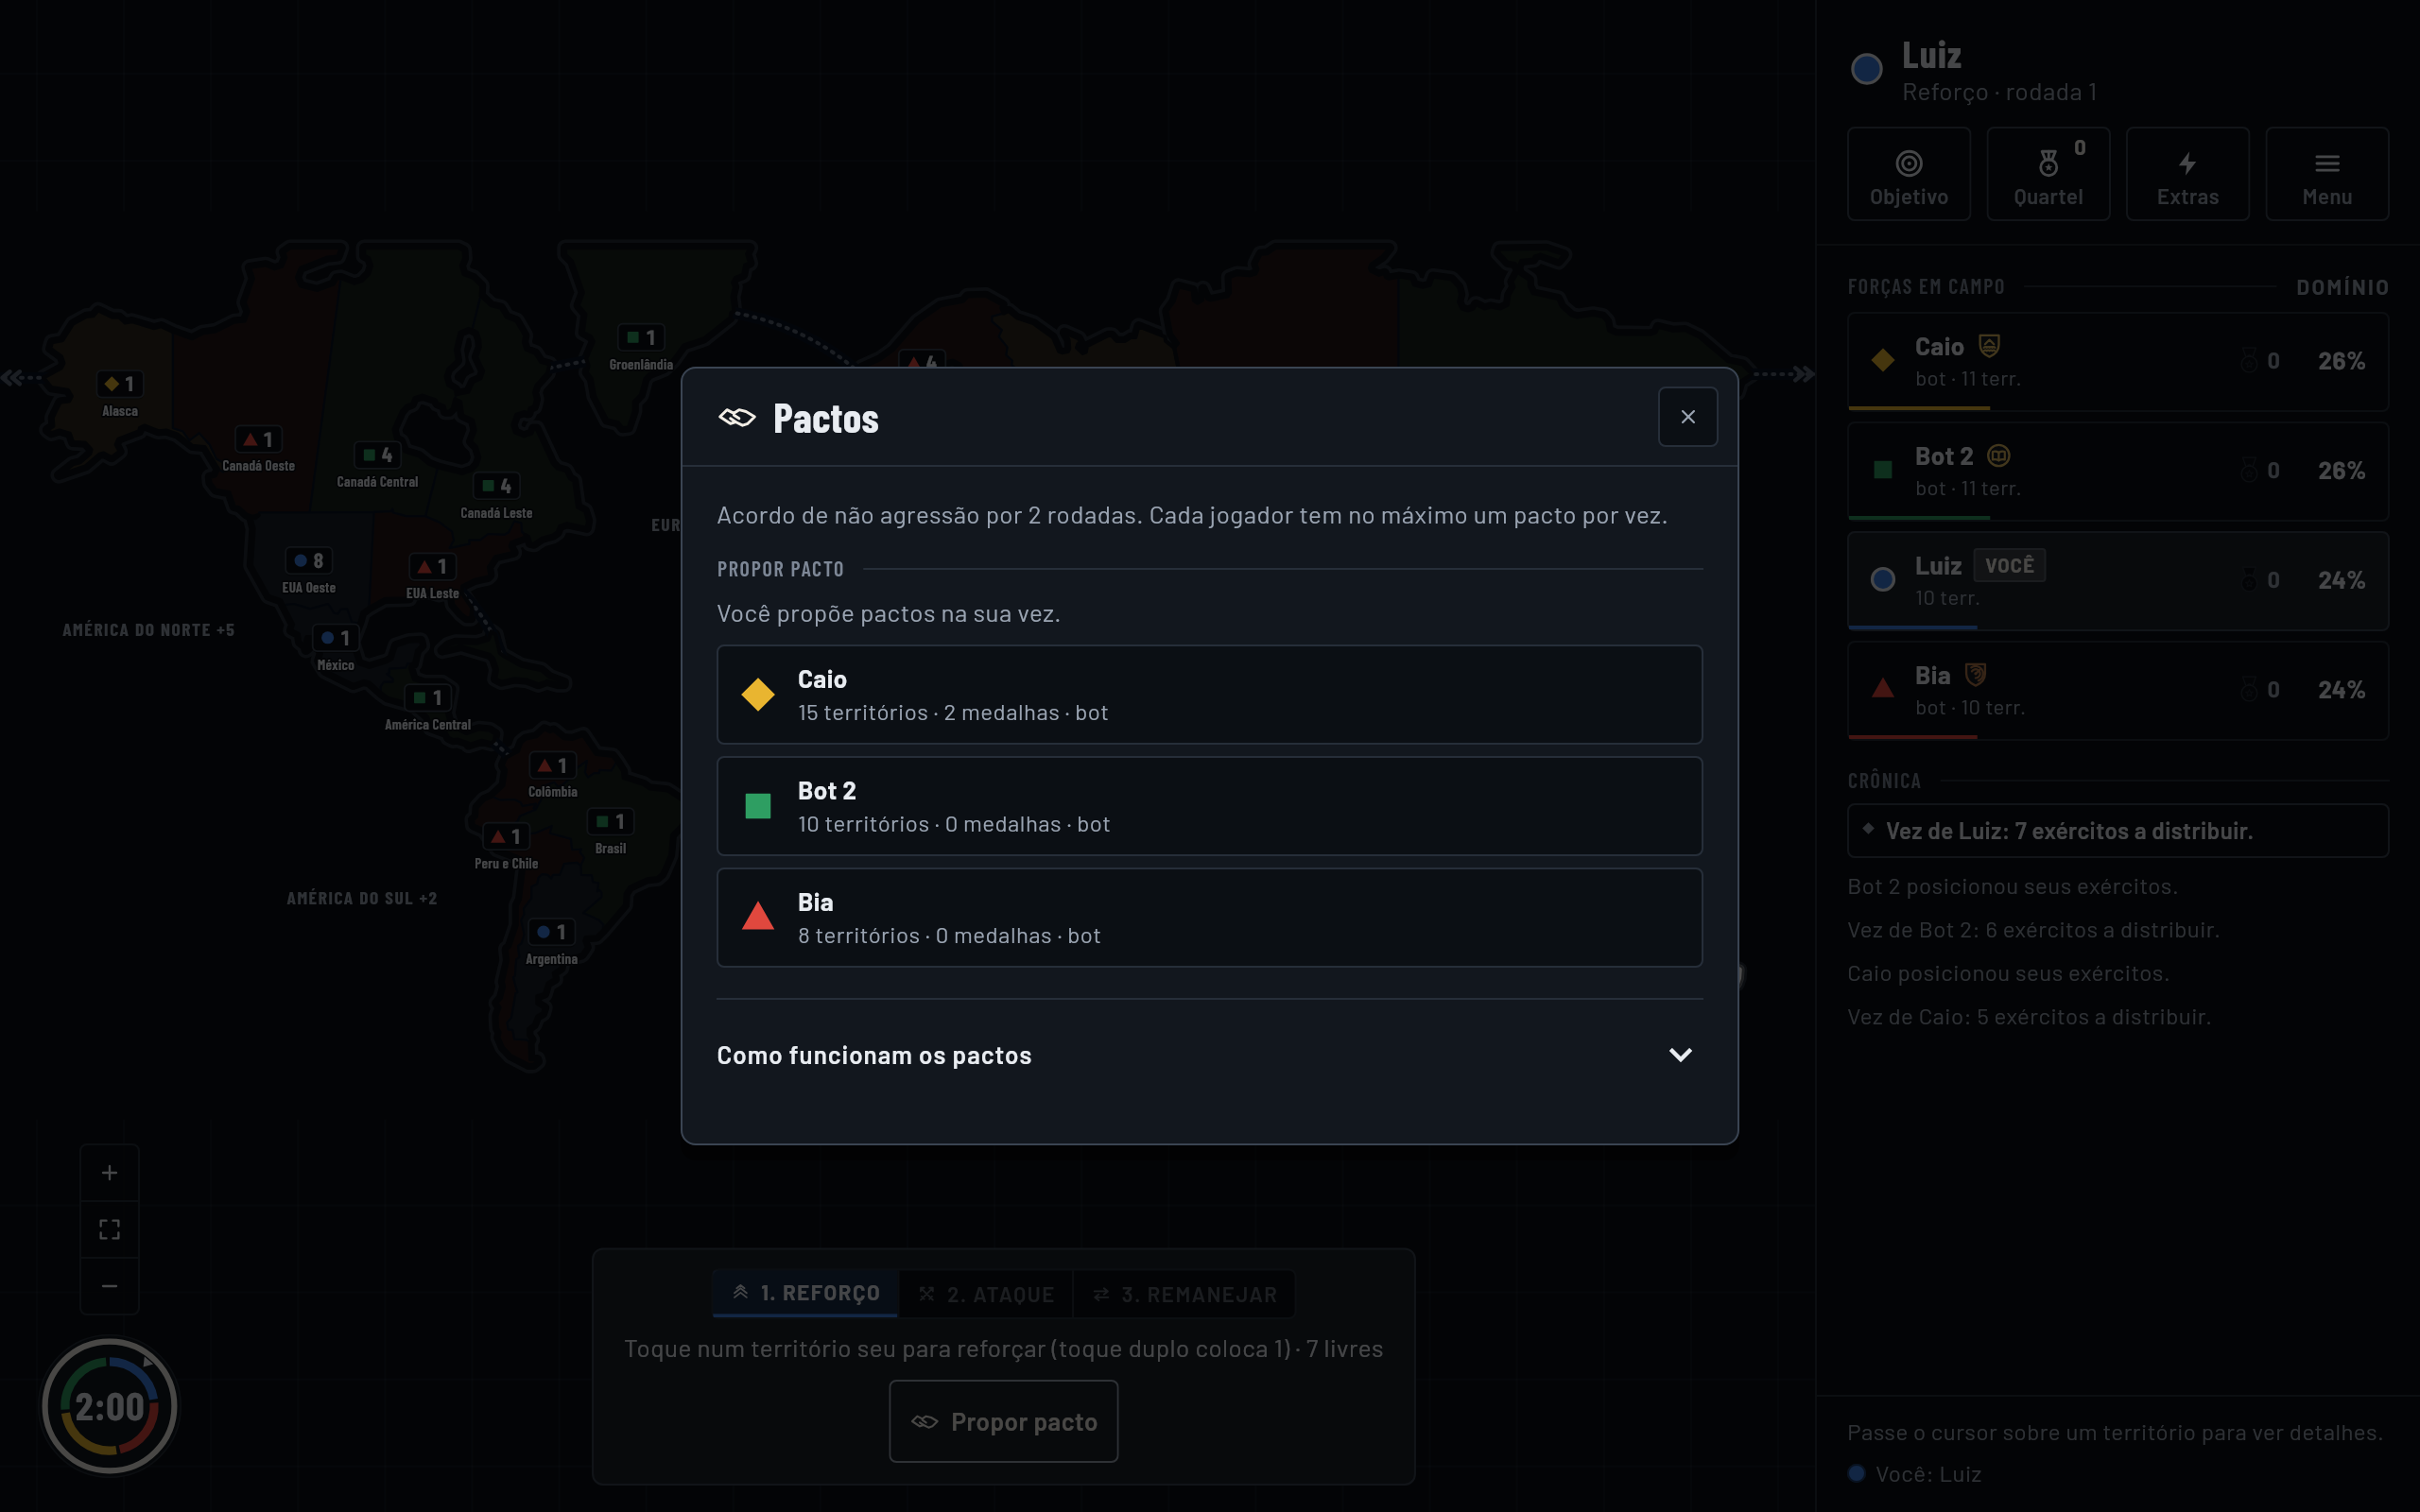 Luiz
Reforço · rodada 1
Objetivo
0
Quartel
Extras
Menu
FORÇAS EM CAMPO
DOMÍNIO
Caio
bot · 11 terr.
0
26%
Bot 2
bot · 11 terr.
0
26%
Luiz VOCÊ
10 terr.
0
24%
Bia
bot · 10 terr.
0
24%
CRÔNICA
Vez de Luiz: 7 exércitos a distribuir.
Bot 2 posicionou seus exércitos.
Vez de Bot 2: 6 exércitos a distribuir.
Caio posicionou seus exércitos.
Vez de Caio: 5 exércitos a distribuir.
Passe o cursor sobre um território para ver detalhes.
Você: Luiz
1
Groenlândia
4
1
Alasca
1
Canadá Oeste
4
Canadá Central
4
Canadá Leste
EUR
8
EUA Oeste
1
EUA Leste
AMÉRICA DO NORTE +5
1
México
1
América Central
1
Colômbia
1
Brasil
1
Peru e Chile
AMÉRICA DO SUL +2
1
Argentina
Pactos
Acordo de não agressão por 2 rodadas. Cada jogador tem no máximo um pacto por vez.
PROPOR PACTO
Você propõe pactos na sua vez.
Caio
15 territórios · 2 medalhas · bot
Bot 2
10 territórios · 0 medalhas · bot
Bia
8 territórios · 0 medalhas · bot
Como funcionam os pactos
1. REFORÇO
2. ATAQUE
3. REMANEJAR
Toque num território seu para reforçar (toque duplo coloca 1) · 7 livres
Propor pacto
2:00